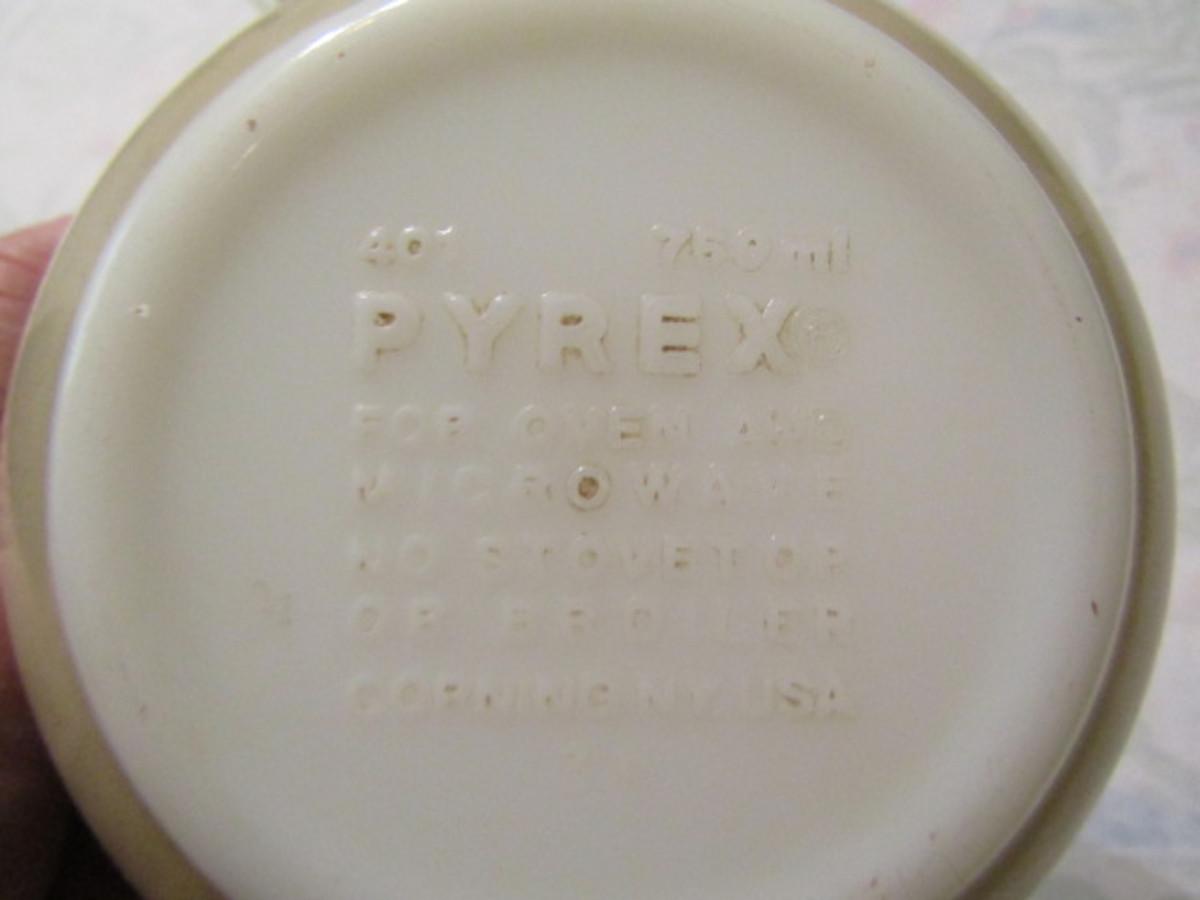 401 750 ml
PYREX®
FOR OVEN AND
MICROWAVE
NO STOVETOP
OR BROILER
CORNING NY. USA